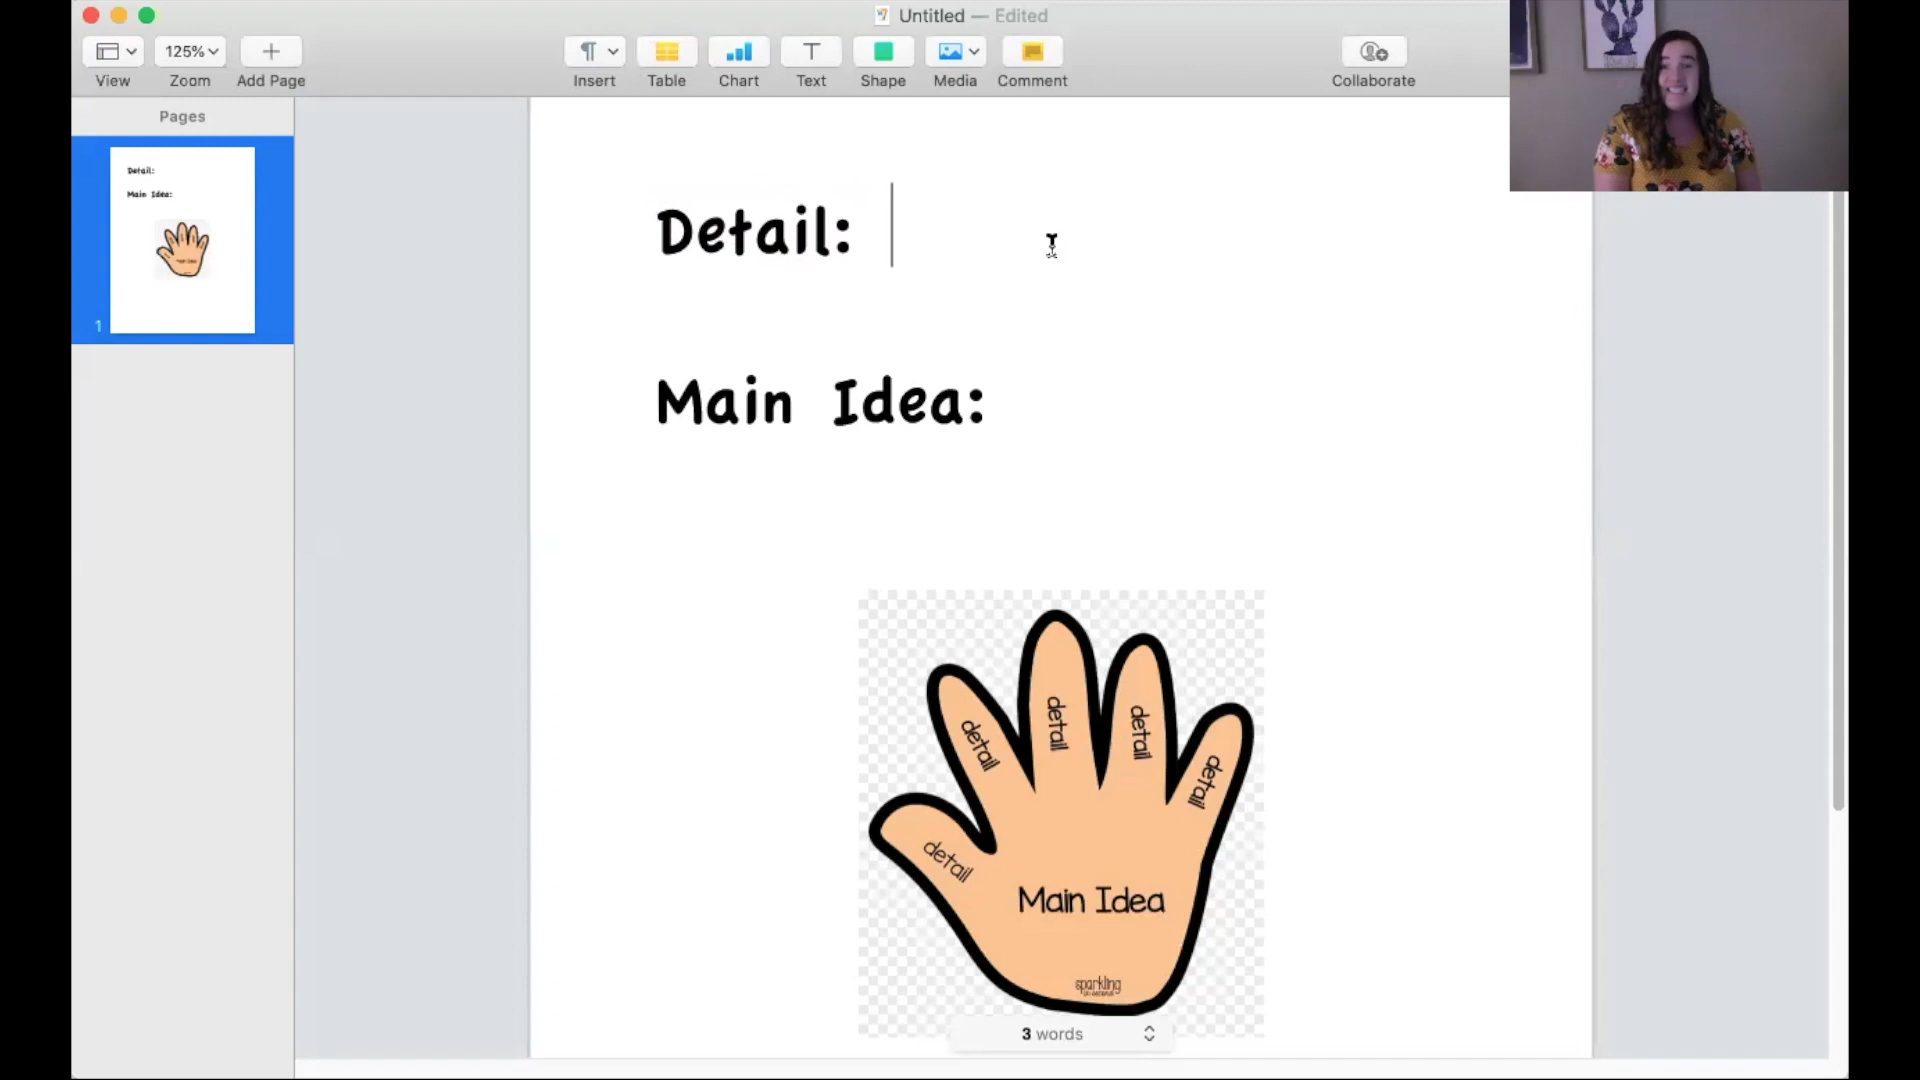 Untitled — Edited
125%
View
Zoom
Add Page
Insert
Table
Chart
Text
Shape
Media
Comment
Collaborate
Pages
Detail:
Main Idea:
1
Detail:
Main Idea:
detail
detail
detail
detail
detail
Main Idea
sparkling
3 words